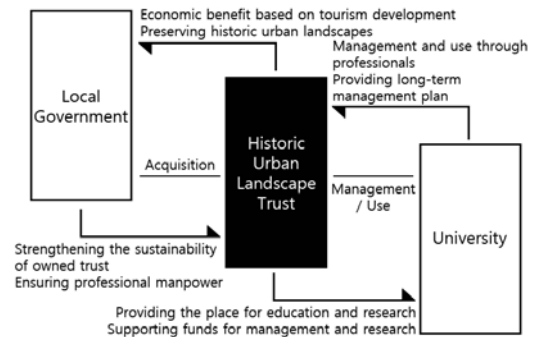 Economic benefit based on tourism development
Preserving historic urban landscapes
Management and use through
professionals
Providing long-term
management plan
Local
Government
Historic
Urban
Landscape
Trust
Acquisition
Management
/ Use
University
Strengthening the sustainability
of owned trust
Ensuring professional manpower
Providing the place for education and research
Supporting funds for management and research